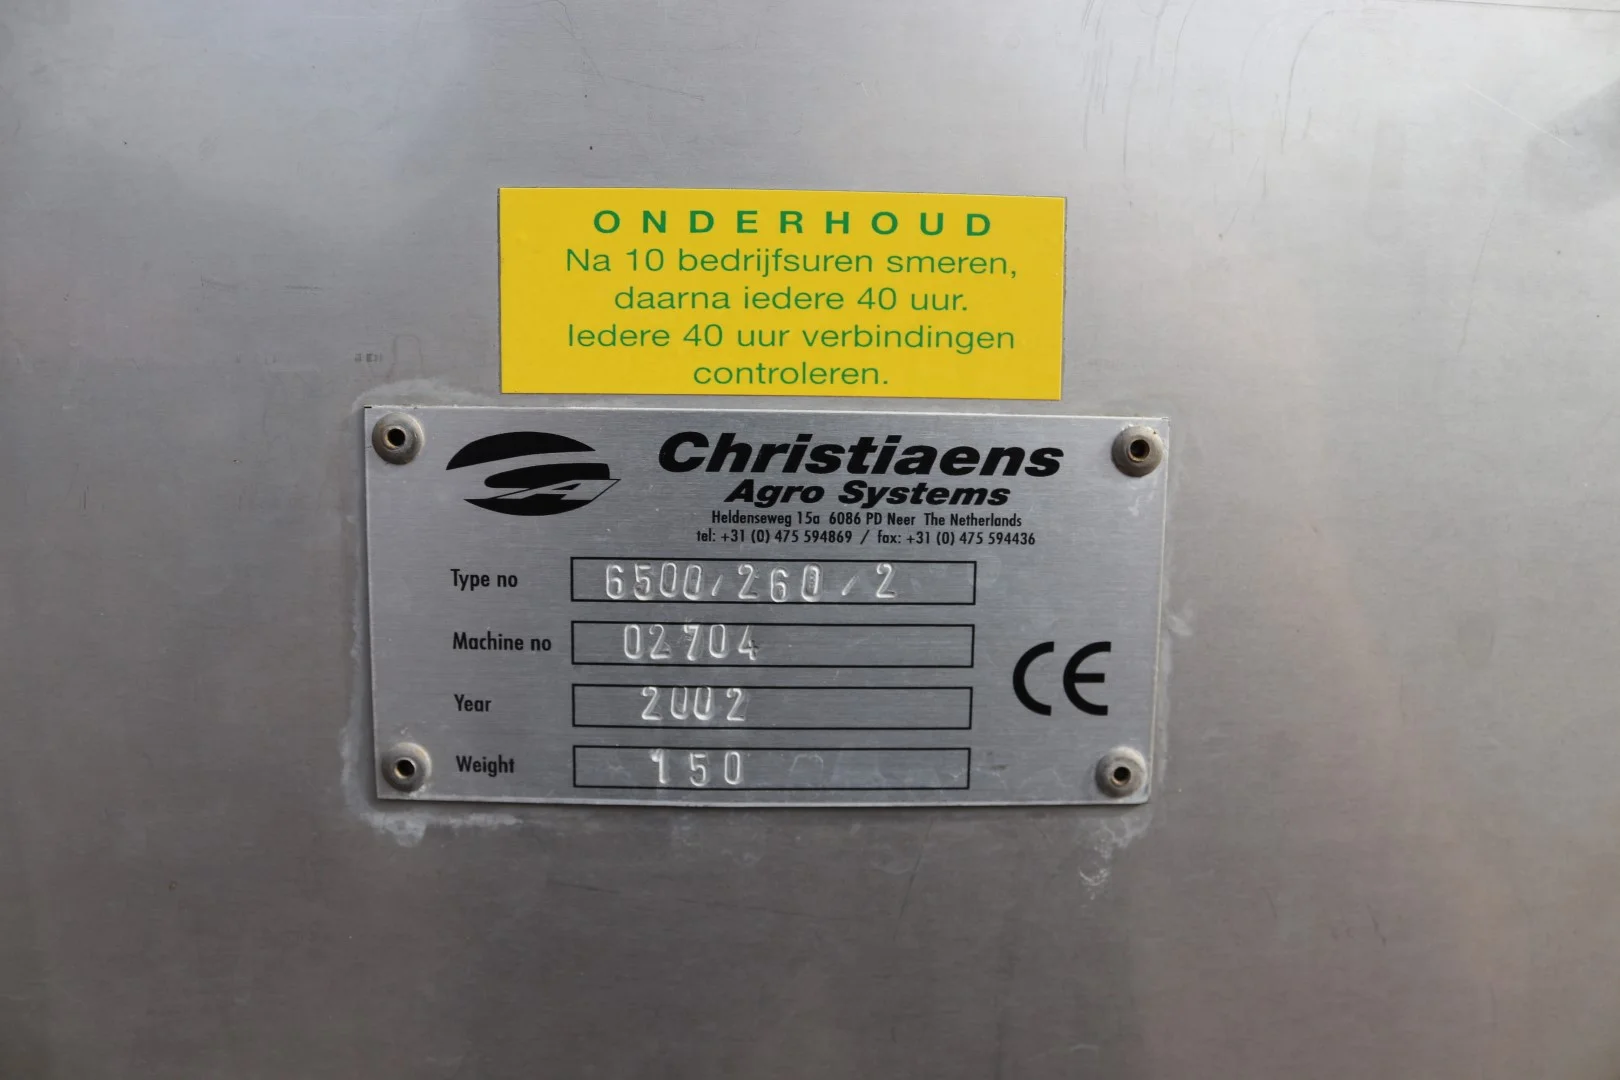 ONDERHOUD
Na 10 bedrijfsuren smeren,
daarna iedere 40 uur.
Iedere 40 uur verbindingen
controleren.
Christiaens
Agro Systems
Heldenseweg 15a 6086 PD Neer The Netherlands
tel: +31 (0) 475 594869 / fax: +31 (0) 475 594436
Type no 6500/260/2
Machine no 02704
Year 2002
Weight 150
CE